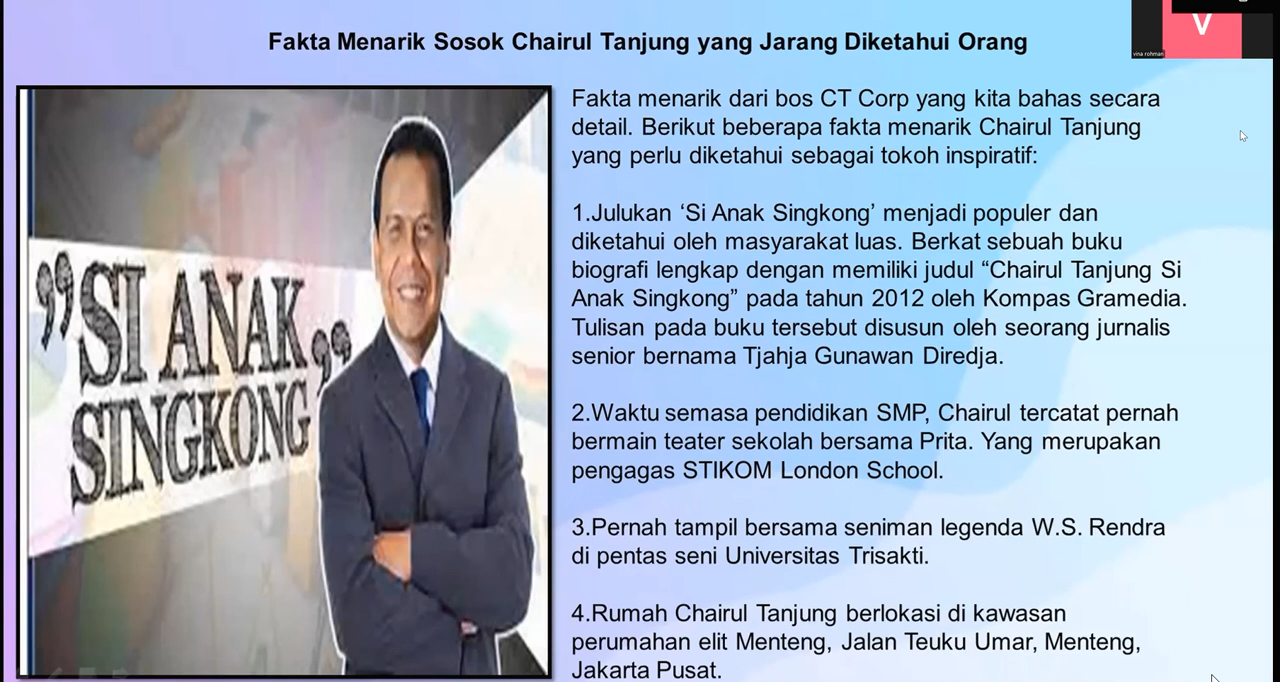 Fakta Menarik Sosok Chairul Tanjung yang Jarang Diketahui Orang
V
vina rohman
"SI ANAK
SINGKONG"
Fakta menarik dari bos CT Corp yang kita bahas secara
detail. Berikut beberapa fakta menarik Chairul Tanjung
yang perlu diketahui sebagai tokoh inspiratif:
1.Julukan ‘Si Anak Singkong’ menjadi populer dan
diketahui oleh masyarakat luas. Berkat sebuah buku
biografi lengkap dengan memiliki judul “Chairul Tanjung Si
Anak Singkong” pada tahun 2012 oleh Kompas Gramedia.
Tulisan pada buku tersebut disusun oleh seorang jurnalis
senior bernama Tjahja Gunawan Diredja.
2.Waktu semasa pendidikan SMP, Chairul tercatat pernah
bermain teater sekolah bersama Prita. Yang merupakan
pengagas STIKOM London School.
3.Pernah tampil bersama seniman legenda W.S. Rendra
di pentas seni Universitas Trisakti.
4.Rumah Chairul Tanjung berlokasi di kawasan
perumahan elit Menteng, Jalan Teuku Umar, Menteng,
Jakarta Pusat.